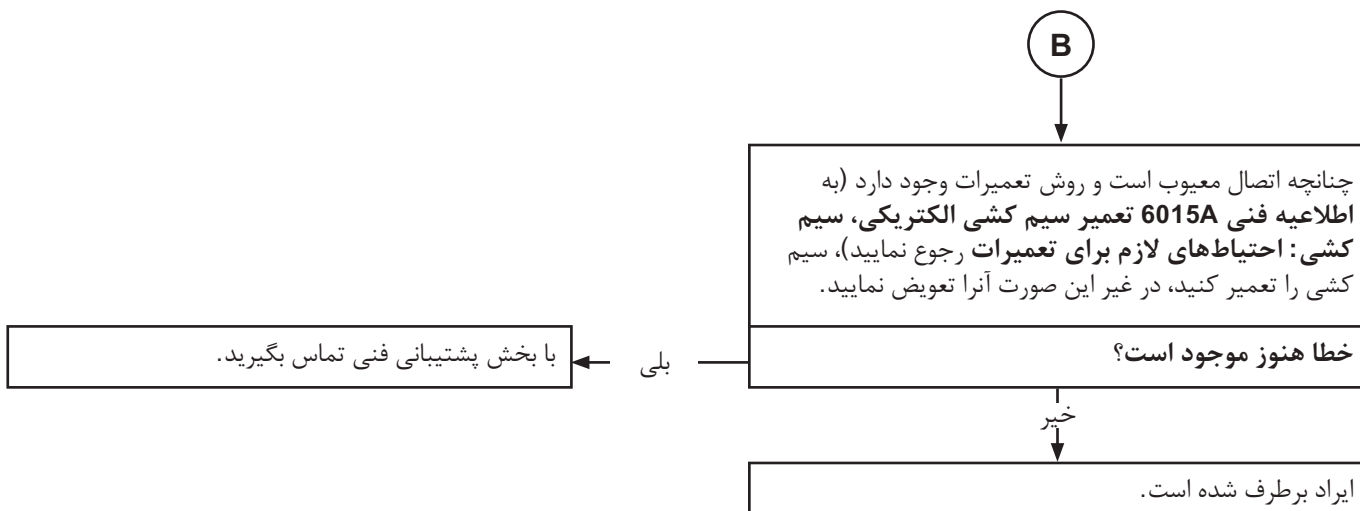 B
چنانچه اتصال معیوب است و روش تعمیرات وجود دارد (به
اطلاعیه فنی 6015A تعمیر سیم کشی الکتریکی، سیم
کشی: احتیاط‌های لازم برای تعمیرات رجوع نمایید)، سیم
کشی را تعمیر کنید، در غیر این صورت آنرا تعویض نمایید.
خطا هنوز موجود است؟
بلی
با بخش پشتیبانی فنی تماس بگیرید.
خیر
ایراد برطرف شده است.